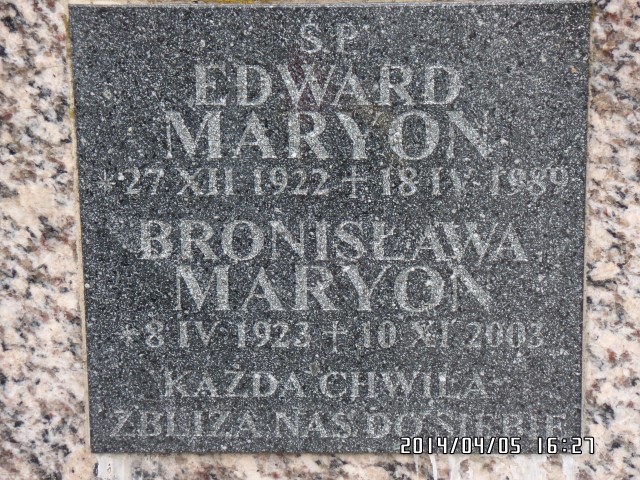 Ś.P.
EDWARD
MARYON
* 27 XII 1922 + 18 IV 1989
BRONISŁAWA
MARYON
* 8 IV 1923 + 10 XI 2003
KAŻDA CHWILA
ZBLIŻA NAS DO SIEBIE
2014/04/05 16:27